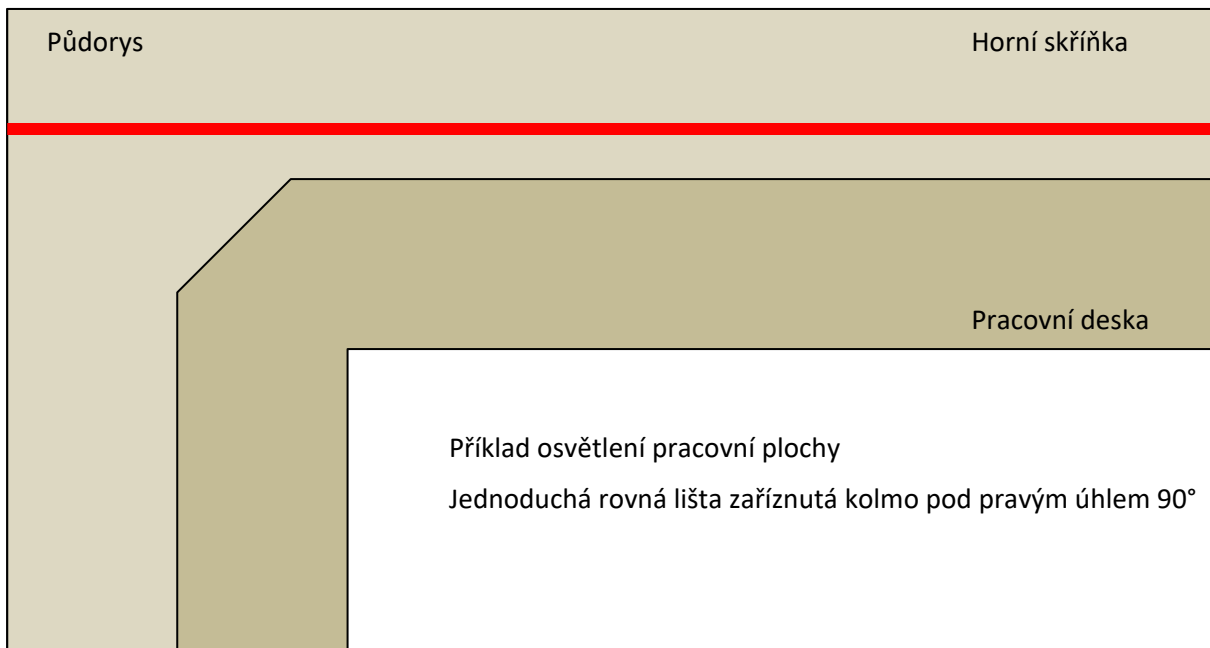 Půdorys
Horní skříňka
Pracovní deska
Příklad osvětlení pracovní plochy
Jednoduchá rovná lišta zaříznutá kolmo pod pravým úhlem 90°